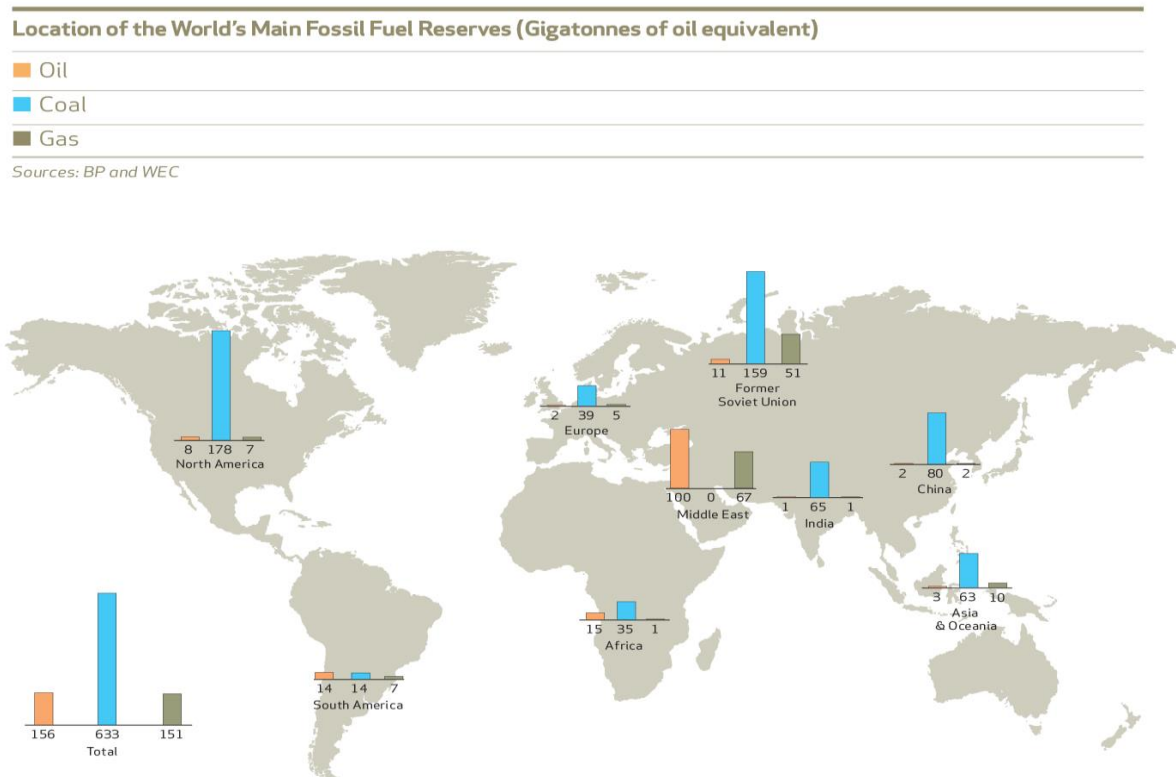 Location of the World's Main Fossil Fuel Reserves (Gigatonnes of oil equivalent)
Oil
Coal
Gas
Sources: BP and WEC
11 159 51
Former
Soviet Union
2 39 5
Europe
8 178 7
North America
2 80 2
China
100 0 67
Middle East
1 65 1
India
3 63 10
Asia
& Oceania
15 35 1
Africa
14 14 7
South America
156 633 151
Total